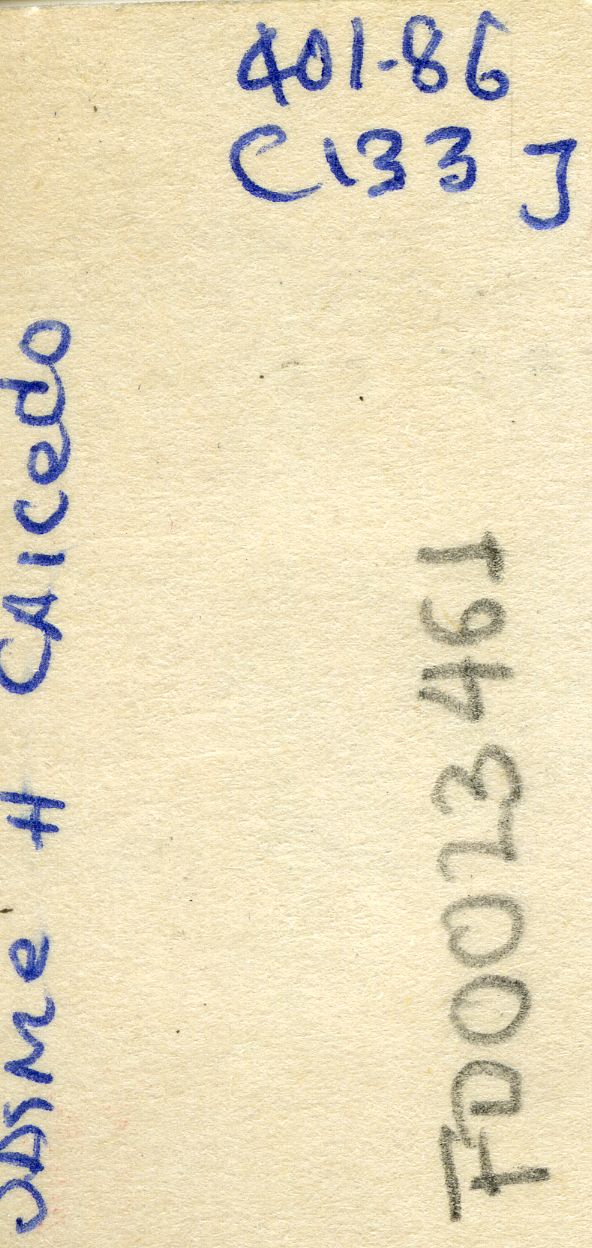 401-86
C133 J
JAIME H CAICEDO
FD0023461